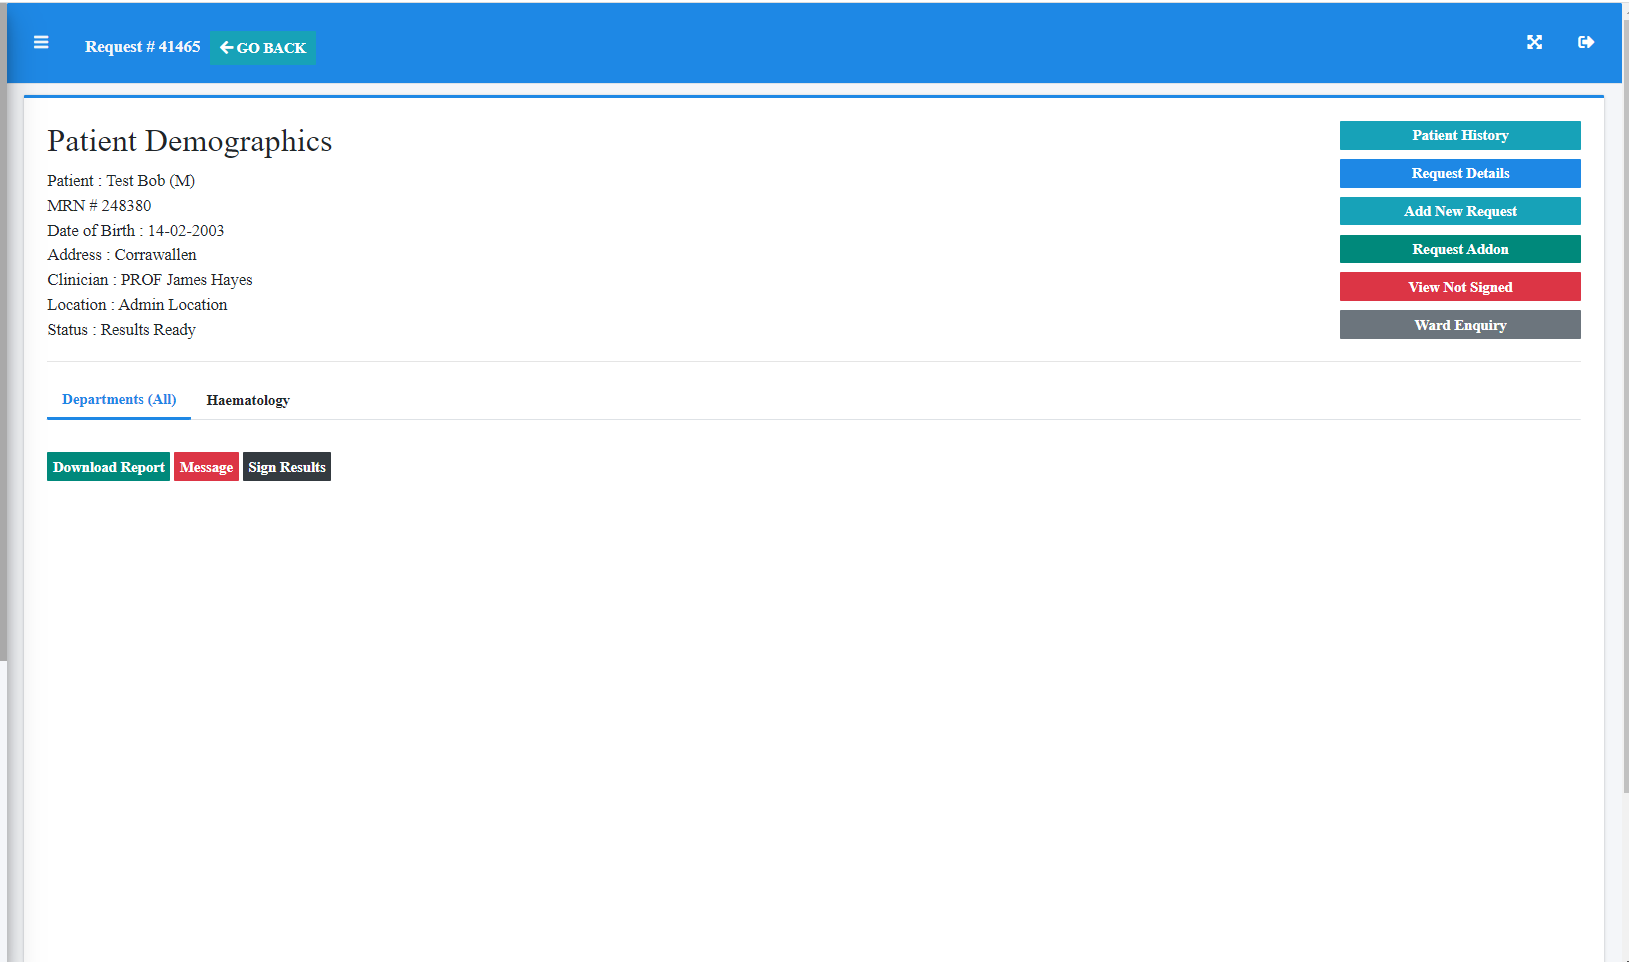 Request # 41465 GO BACK
Patient Demographics
Patient : Test Bob (M)
MRN # 248380
Date of Birth : 14-02-2003
Address : Corrawallen
Clinician : PROF James Hayes
Location : Admin Location
Status : Results Ready
Patient History
Request Details
Add New Request
Request Addon
View Not Signed
Ward Enquiry
Departments (All) Haematology
Download Report Message Sign Results